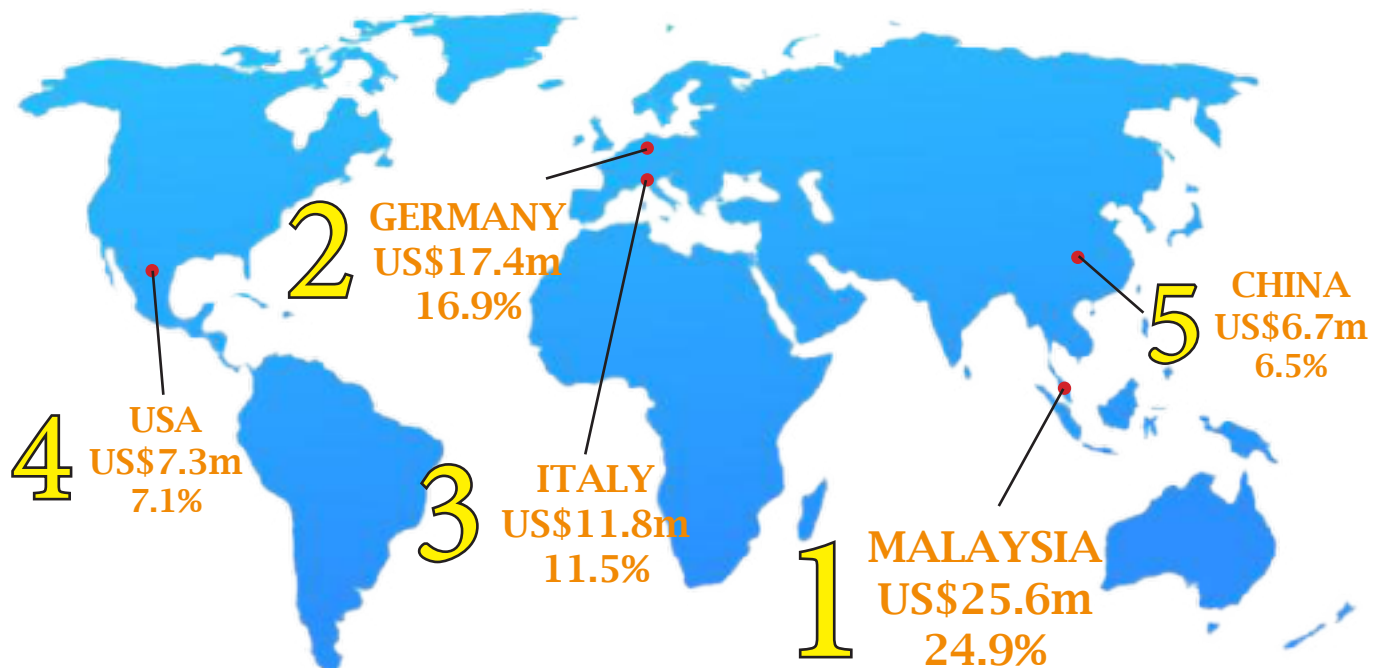 2
GERMANY
US$17.4m
16.9%
5
CHINA
US$6.7m
6.5%
4
USA
US$7.3m
7.1%
3
ITALY
US$11.8m
11.5%
1
MALAYSIA
US$25.6m
24.9%